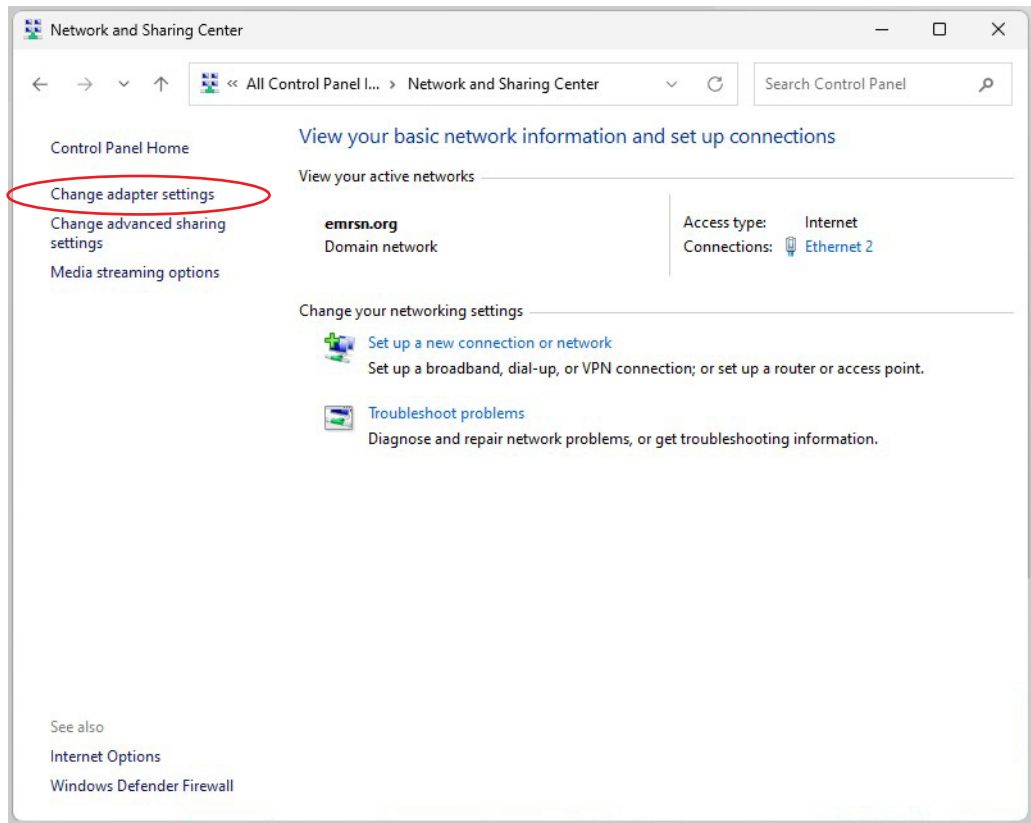 Network and Sharing Center
« All Control Panel I... › Network and Sharing Center
Search Control Panel
Control Panel Home
Change adapter settings
Change advanced sharing
settings
Media streaming options
View your basic network information and set up connections
View your active networks
emrsn.org
Domain network
Access type: Internet
Connections: Ethernet 2
Change your networking settings
Set up a new connection or network
Set up a broadband, dial-up, or VPN connection; or set up a router or access point.
Troubleshoot problems
Diagnose and repair network problems, or get troubleshooting information.
See also
Internet Options
Windows Defender Firewall